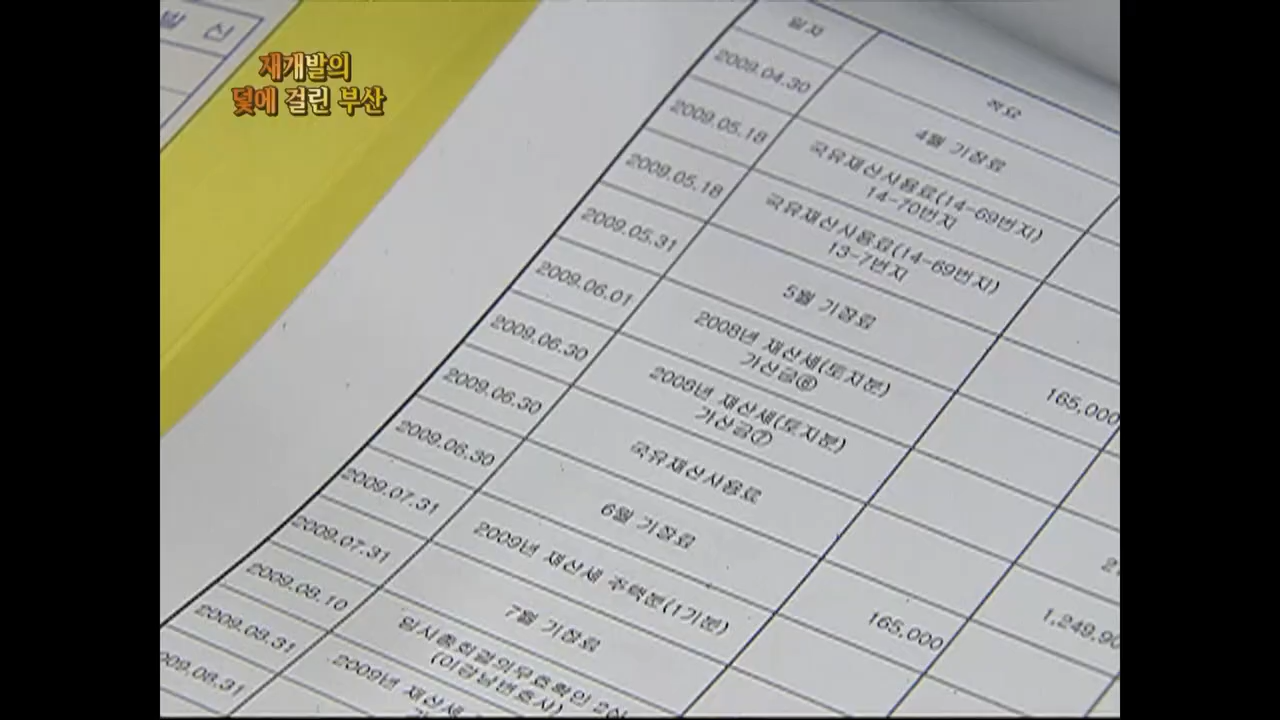 발 신
재개발의
덫에 걸린 부산
일자
적요
2009.04.30
4월 기장료
2009.05.18
국유재산사용료(14-69번지)
14-70번지
2009.05.18
국유재산사용료(14-69번지)
13-7번지
2009.05.31
5월 기장료
2009.06.01
2008년 재산세(토지분)
가산금⑥
165,000
2009.06.30
2008년 재산세(토지분)
가산금⑦
2009.06.30
국유재산사용료
2009.06.30
6월 기장료
2009.07.31
2009년 재산세 주택분(1기분)
165,000
1,249,90
2009.07.31
7월 기장료
2009.08.10
임시총회결의무효확인 2심
(이강남변호사)
2009.08.31
2009년 재산세
2009.08.31